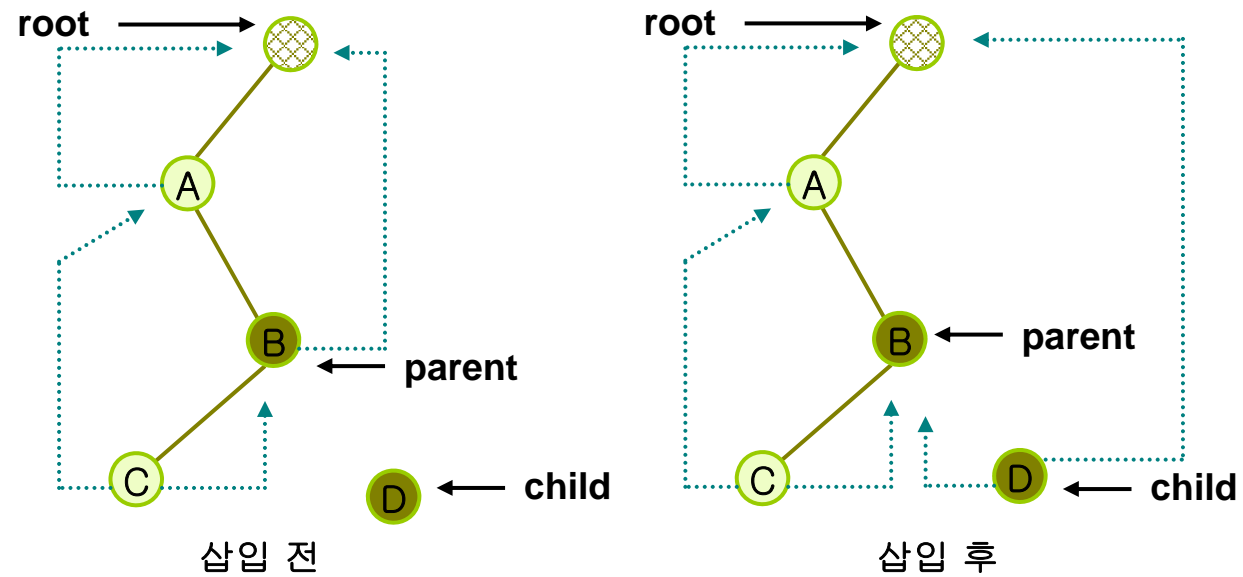 root
A
B
parent
C
D
child
삽입 전
root
A
B
parent
C
D
child
삽입 후